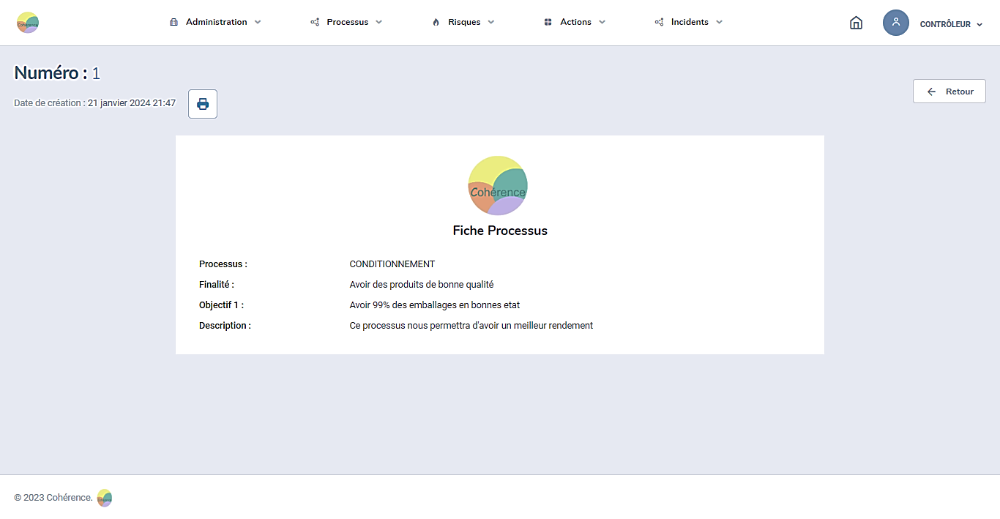 Administration Processus Risques Actions Incidents CONTRÔLEUR
Numéro : 1
Retour
Date de création : 21 janvier 2024 21:47
Cohérence
Fiche Processus
Processus : CONDITIONNEMENT
Finalité : Avoir des produits de bonne qualité
Objectif 1 : Avoir 99% des emballages en bonnes etat
Description : Ce processus nous permettra d'avoir un meilleur rendement
© 2023 Cohérence.